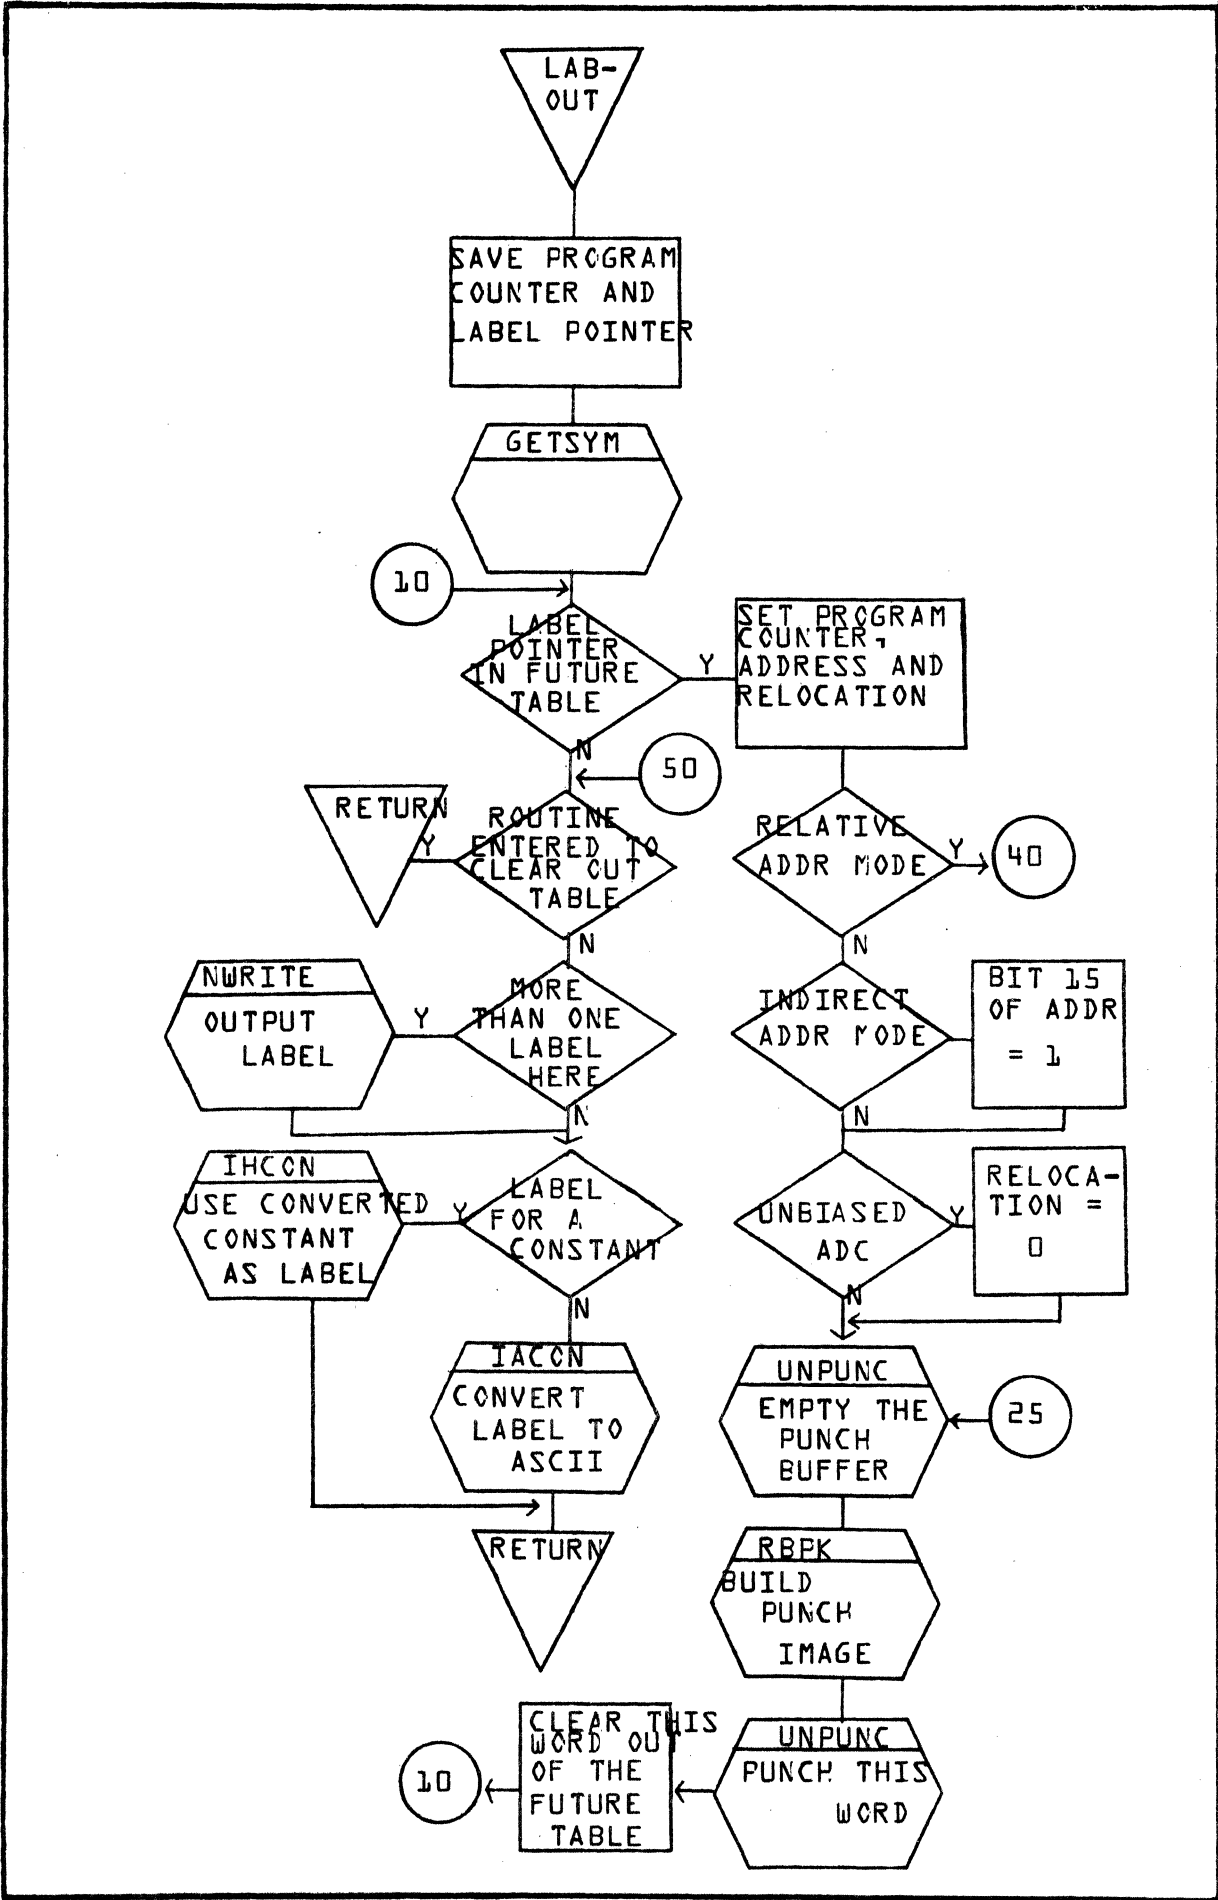 LAB-
OUT
SAVE PROGRAM
COUNTER AND
LABEL POINTER
GETSYM
10
LABEL
POINTER
IN FUTURE
TABLE
Y
SET PROGRAM
COUNTER,
ADDRESS AND
RELOCATION
N
50
RETURN
Y
ROUTINE
ENTERED TO
CLEAR OUT
TABLE
N
RELATIVE
ADDR MODE
Y
40
N
NWRITE
OUTPUT
LABEL
Y
MORE
THAN ONE
LABEL
HERE
N
INDIRECT
ADDR MODE
BIT 15
OF ADDR
= 1
N
IHCON
USE CONVERTED
CONSTANT
AS LABEL
Y
LABEL
FOR A
CONSTANT
N
UNBIASED
ADC
Y
RELOCA-
TION =
0
N
IACON
CONVERT
LABEL TO
ASCII
UNPUNC
EMPTY THE
PUNCH
BUFFER
25
RETURN
RBPK
BUILD
PUNCH
IMAGE
10
CLEAR THIS
WORD OUT
OF THE
FUTURE
TABLE
UNPUNC
PUNCH THIS
WORD